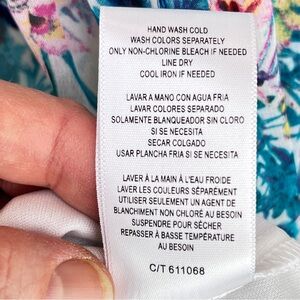 HAND WASH COLD
WASH COLORS SEPARATELY
ONLY NON-CHLORINE BLEACH IF NEEDED
LINE DRY
COOL IRON IF NEEDED
LAVAR A MANO CON AGUA FRIA
LAVAR COLORES SEPARADO
SOLAMENTE BLANQUEADOR SIN CLORO
SI SE NECESITA
SECAR COLGADO
USAR PLANCHA FRIA SI SE NECESITA
LAVER À LA MAIN À L'EAU FROIDE
LAVER LES COULEURS SÉPARÉMENT
UTILISER SEULEMENT UN AGENT DE
BLANCHIMENT NON CHLORÉ AU BESOIN
SUSPENDRE POUR SÉCHER
REPASSER À BASSE TEMPÉRATURE
AU BESOIN
C/T 611068